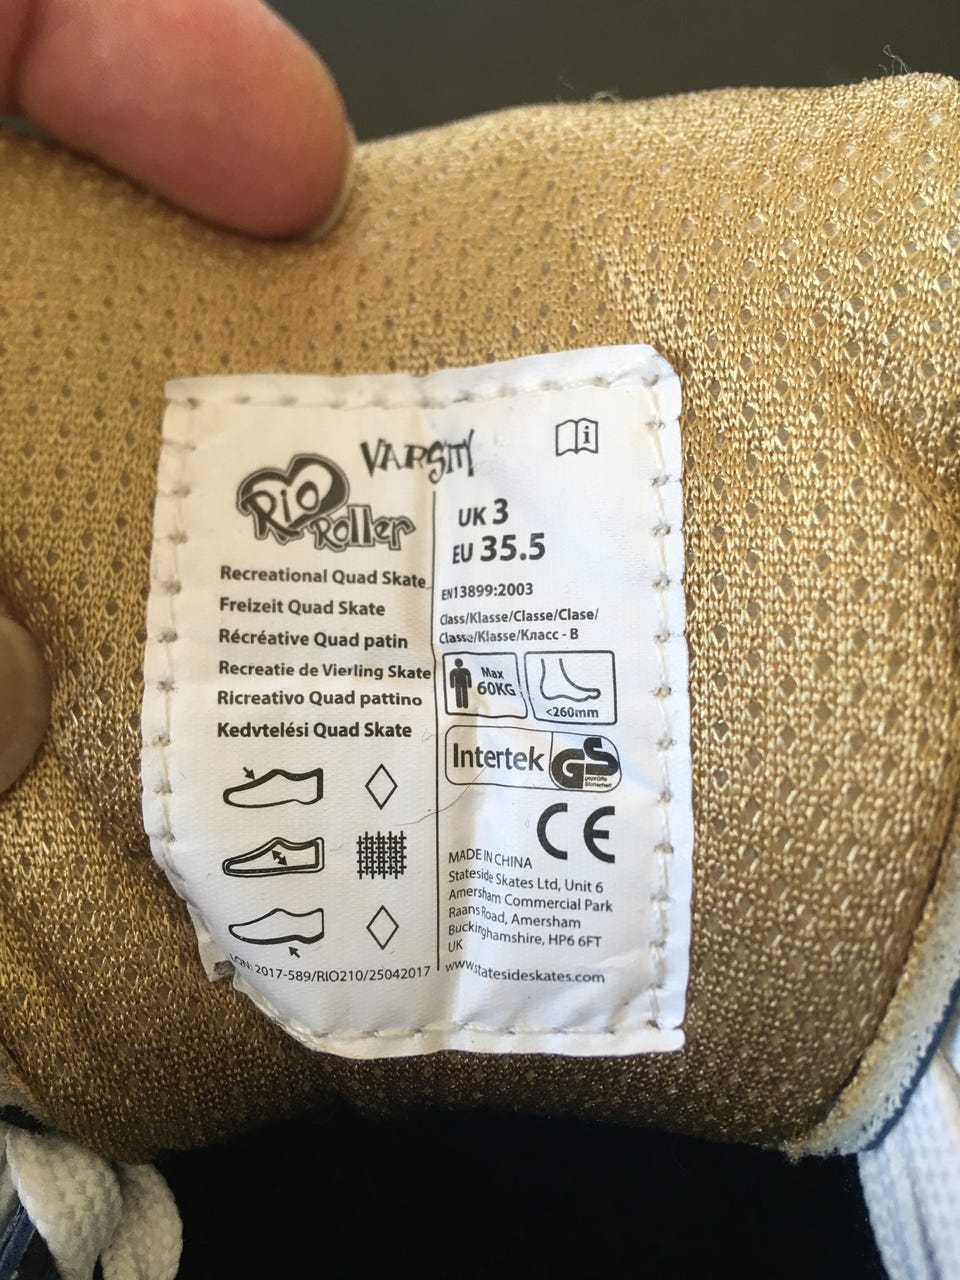 VARSITY
RIO
ROLLER
Recreational Quad Skate
Freizeit Quad Skate
Récréative Quad patin
Recreatie de Vierling Skate
Ricreativo Quad pattino
Kedvtelési Quad Skate
LON: 2017-589/RIO210/25042017
i
UK 3
EU 35.5
EN13899:2003
Class/Klasse/Classe/Clase/
Classe/Klasse/Класс - B
Max
60KG
<260mm
Intertek
GS
geprüfte
Sicherheit
CE
MADE IN CHINA
Stateside Skates Ltd, Unit 6
Amersham Commercial Park
Raans Road, Amersham
Buckinghamshire, HP6 6FT
UK
www.statesideskates.com